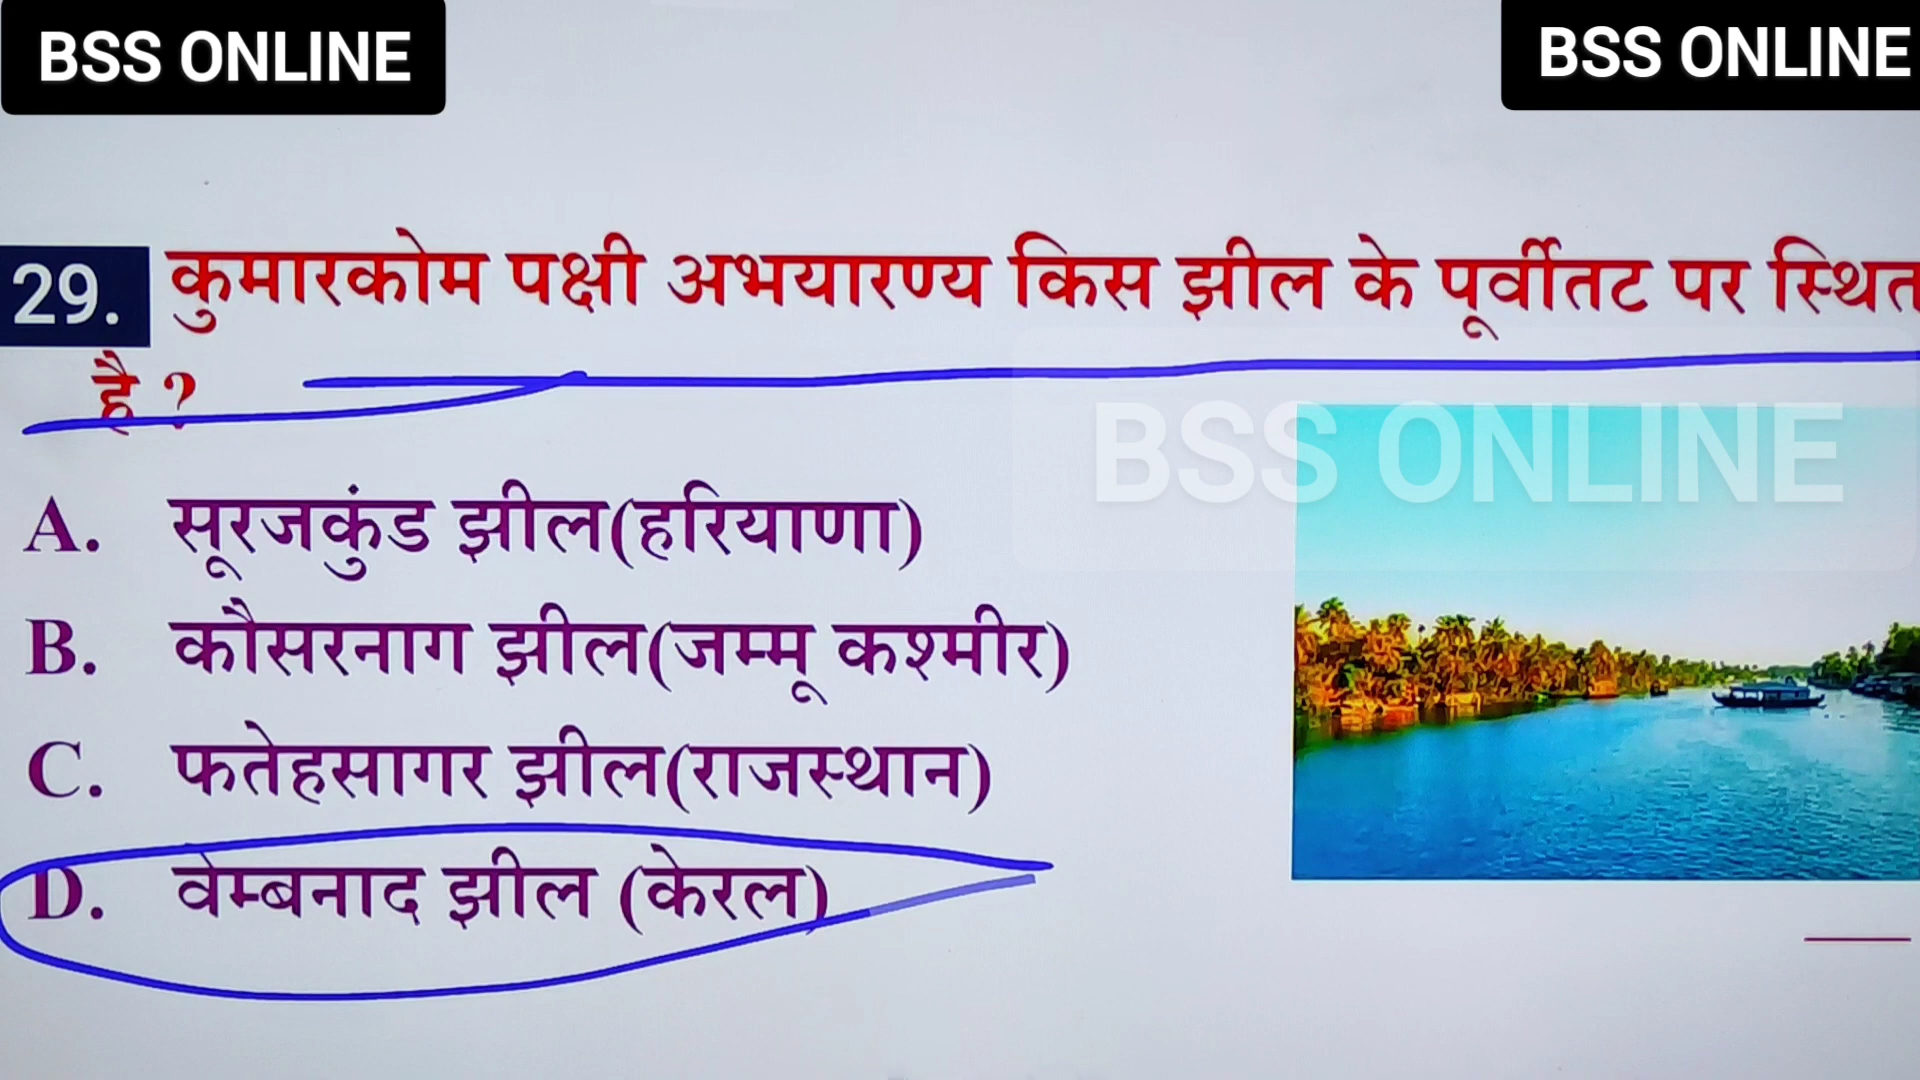 BSS ONLINE
BSS ONLINE
29. कुमारकोम पक्षी अभयारण्य किस झील के पूर्वीतट पर स्थित
है ?
BSS ONLINE
A. सूरजकुंड झील(हरियाणा)
B. कौसरनाग झील(जम्मू कश्मीर)
C. फतेहसागर झील(राजस्थान)
D. वेम्बनाद झील (केरल)